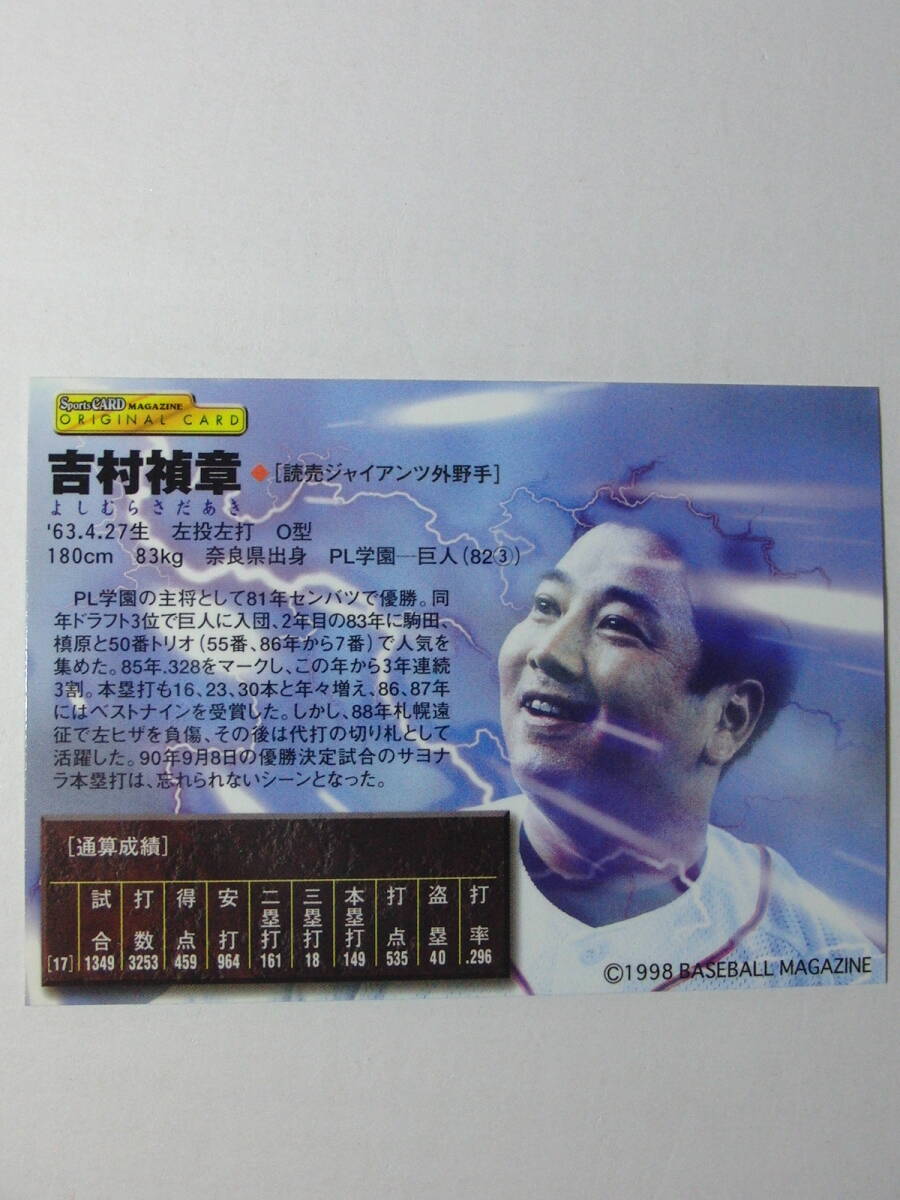 Sports CARD MAGAZINE
ORIGINAL CARD
吉村禎章 ◆[読売ジャイアンツ外野手]
よしむらさだあき
'63.4.27生 左投左打 O型
180cm 83kg 奈良県出身 PL学園―巨人(82③)
PL学園の主将として81年センバツで優勝。同
年ドラフト3位で巨人に入団、2年目の83年に駒田、
槙原と50番トリオ(55番、86年から7番)で人気を
集めた。85年.328をマークし、この年から3年連続
3割。本塁打も16、23、30本と年々増え、86、87年
にはベストナインを受賞した。しかし、88年札幌遠
征で左ヒザを負傷、その後は代打の切り札として
活躍した。90年9月8日の優勝決定試合のサヨナ
ラ本塁打は、忘れられないシーンとなった。
[通算成績]
試合 打数 得点 安打 二塁打 三塁打 本塁打 打点 盗塁 打率
[17] 1349 3253 459 964 161 18 149 535 40 .296
©1998 BASEBALL MAGAZINE